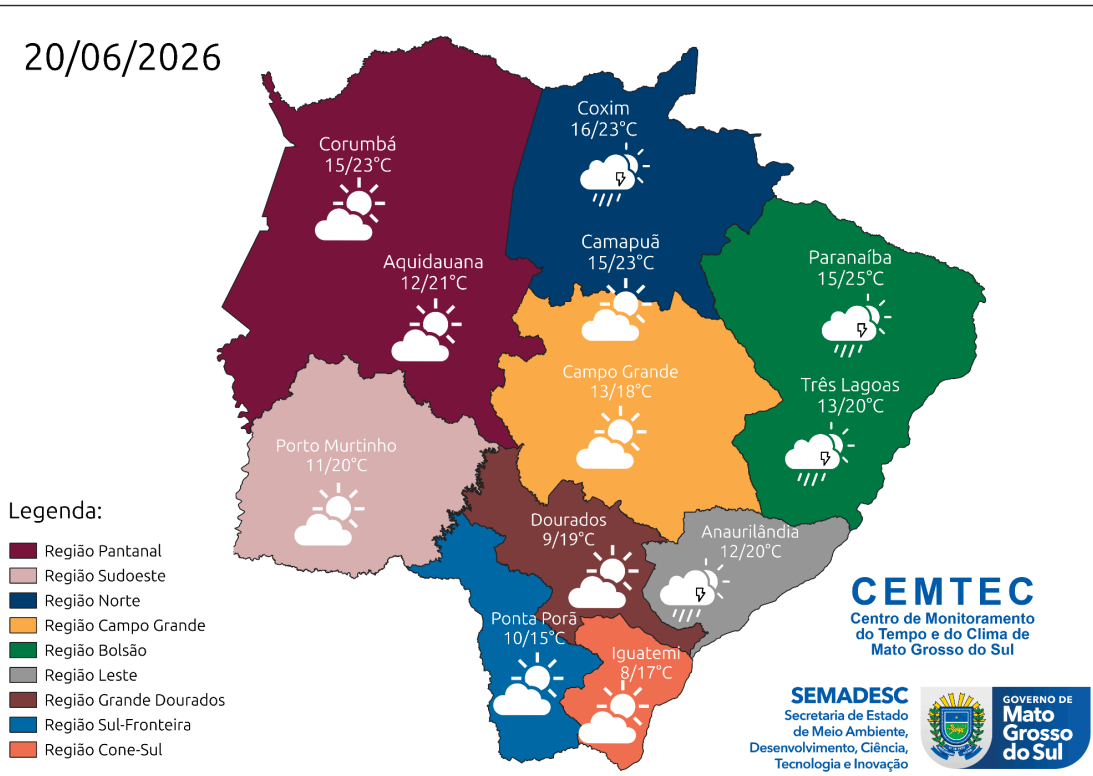 20/06/2026
Coxim
16/23°C
Corumbá
15/23°C
Camapuã
15/23°C
Aquidauana
12/21°C
Paranaíba
15/25°C
Campo Grande
13/18°C
Três Lagoas
13/20°C
Porto Murtinho
11/20°C
Dourados
9/19°C
Anaurilândia
12/20°C
Ponta Porã
10/15°C
Iguatemi
8/17°C
Legenda:
Região Pantanal
Região Sudoeste
Região Norte
Região Campo Grande
Região Bolsão
Região Leste
Região Grande Dourados
Região Sul-Fronteira
Região Cone-Sul
CEMTEC
Centro de Monitoramento
do Tempo e do Clima de
Mato Grosso do Sul
SEMADESC
Secretaria de Estado
de Meio Ambiente,
Desenvolvimento, Ciência,
Tecnologia e Inovação
GOVERNO DE
Mato
Grosso
do Sul